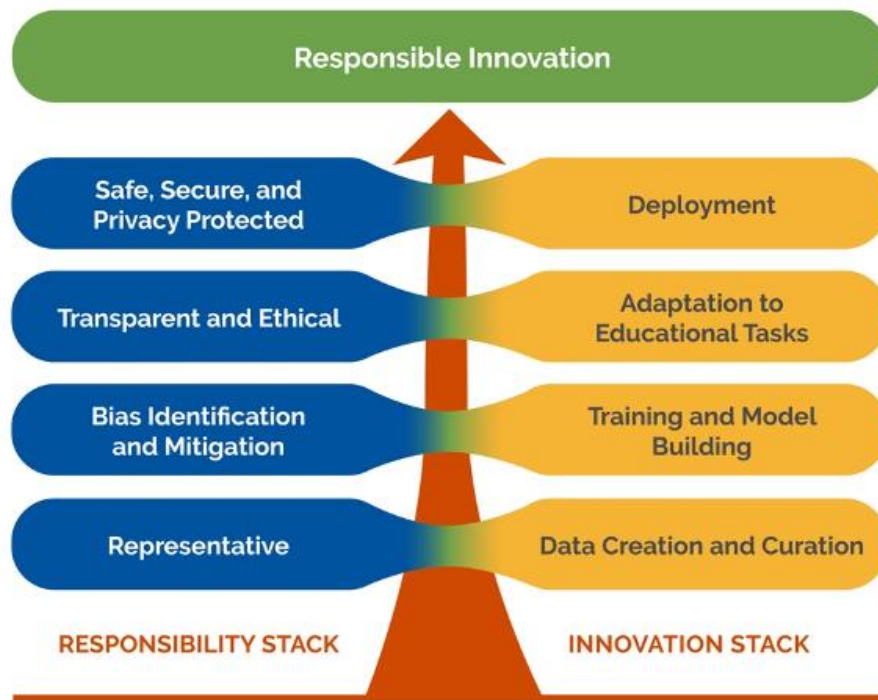 Responsible Innovation
Safe, Secure, and
Privacy Protected
Deployment
Transparent and Ethical
Adaptation to
Educational Tasks
Bias Identification
and Mitigation
Training and Model
Building
Representative
Data Creation and Curation
RESPONSIBILITY STACK
INNOVATION STACK